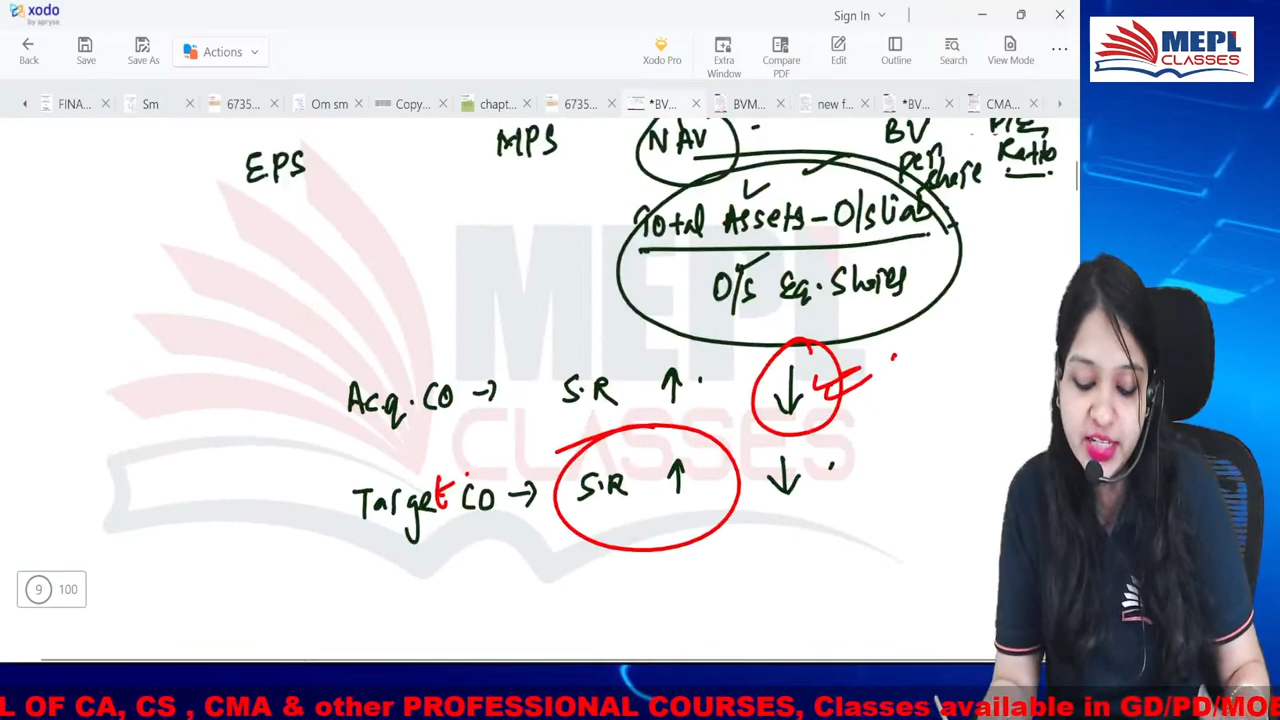 xodo
by apryse
Sign In
Back
Save
Save As
Actions
Xodo Pro
Extra Window
Compare PDF
Edit
Outline
Search
View Mode
FINA...
Sm
6735...
Om sm
Copy...
chapt...
6735...
*BV...
BVM...
new f...
*BV...
CMA...
MEPL
CLASSES
EPS
MPS
NAV
BV
Per
share
P/E
Ratio
Total Assets - O/s Liab
O/s Eq. Shares
Acq. CO → S.R ↑ ↓
Target CO → S.R ↑ ↓
MEPL
CLASSES
9 100
L OF CA, CS , CMA & other PROFESSIONAL COURSES, Classes available in GD/PD/MOB